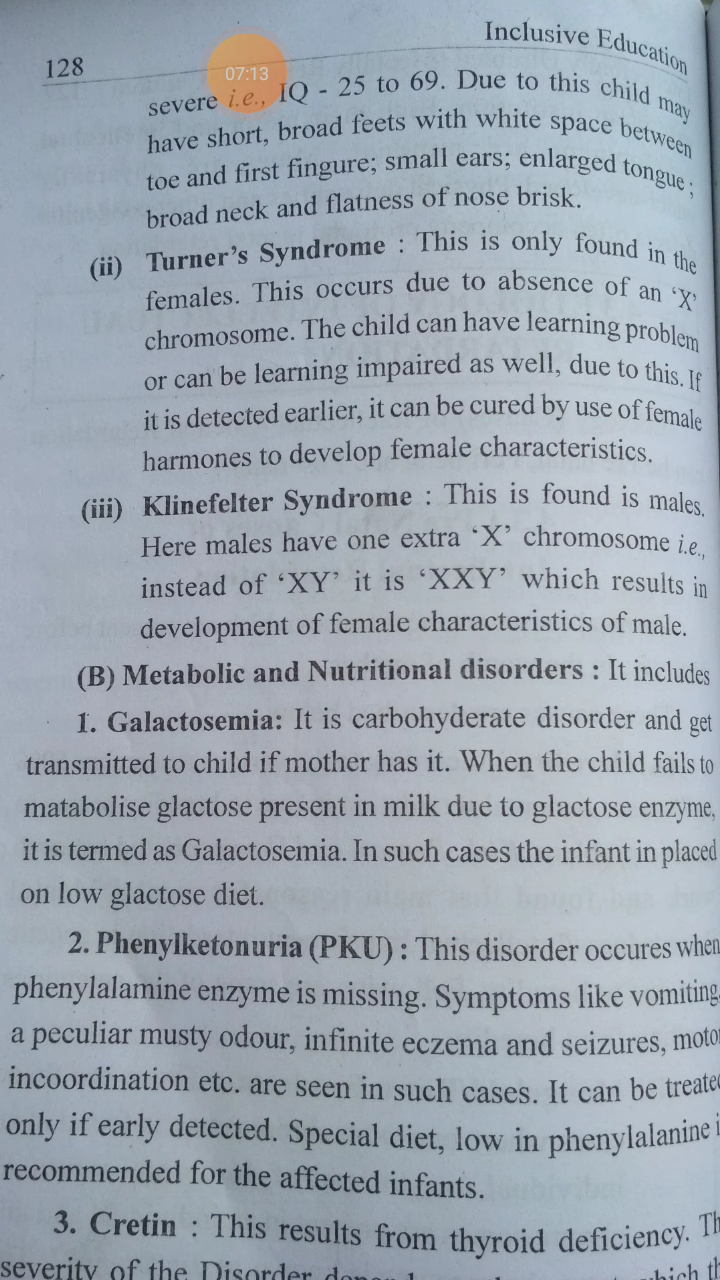 128
Inclusive Education
07:13
severe i.e., IQ - 25 to 69. Due to this child may
have short, broad feets with white space between
toe and first fingure; small ears; enlarged tongue;
broad neck and flatness of nose brisk.
(ii) Turner's Syndrome : This is only found in the
females. This occurs due to absence of an 'X'
chromosome. The child can have learning problem
or can be learning impaired as well, due to this. If
it is detected earlier, it can be cured by use of female
harmones to develop female characteristics.
(iii) Klinefelter Syndrome : This is found is males.
Here males have one extra 'X' chromosome i.e.,
instead of 'XY' it is 'XXY' which results in
development of female characteristics of male.
(B) Metabolic and Nutritional disorders : It includes
1. Galactosemia: It is carbohyderate disorder and get
transmitted to child if mother has it. When the child fails to
matabolise glactose present in milk due to glactose enzyme,
it is termed as Galactosemia. In such cases the infant in placed
on low glactose diet.
2. Phenylketonuria (PKU) : This disorder occures when
phenylalamine enzyme is missing. Symptoms like vomiting,
a peculiar musty odour, infinite eczema and seizures, motor
incoordination etc. are seen in such cases. It can be treated
only if early detected. Special diet, low in phenylalanine
recommended for the affected infants.
3. Cretin : This results from thyroid deficiency.
severity of the Disorder